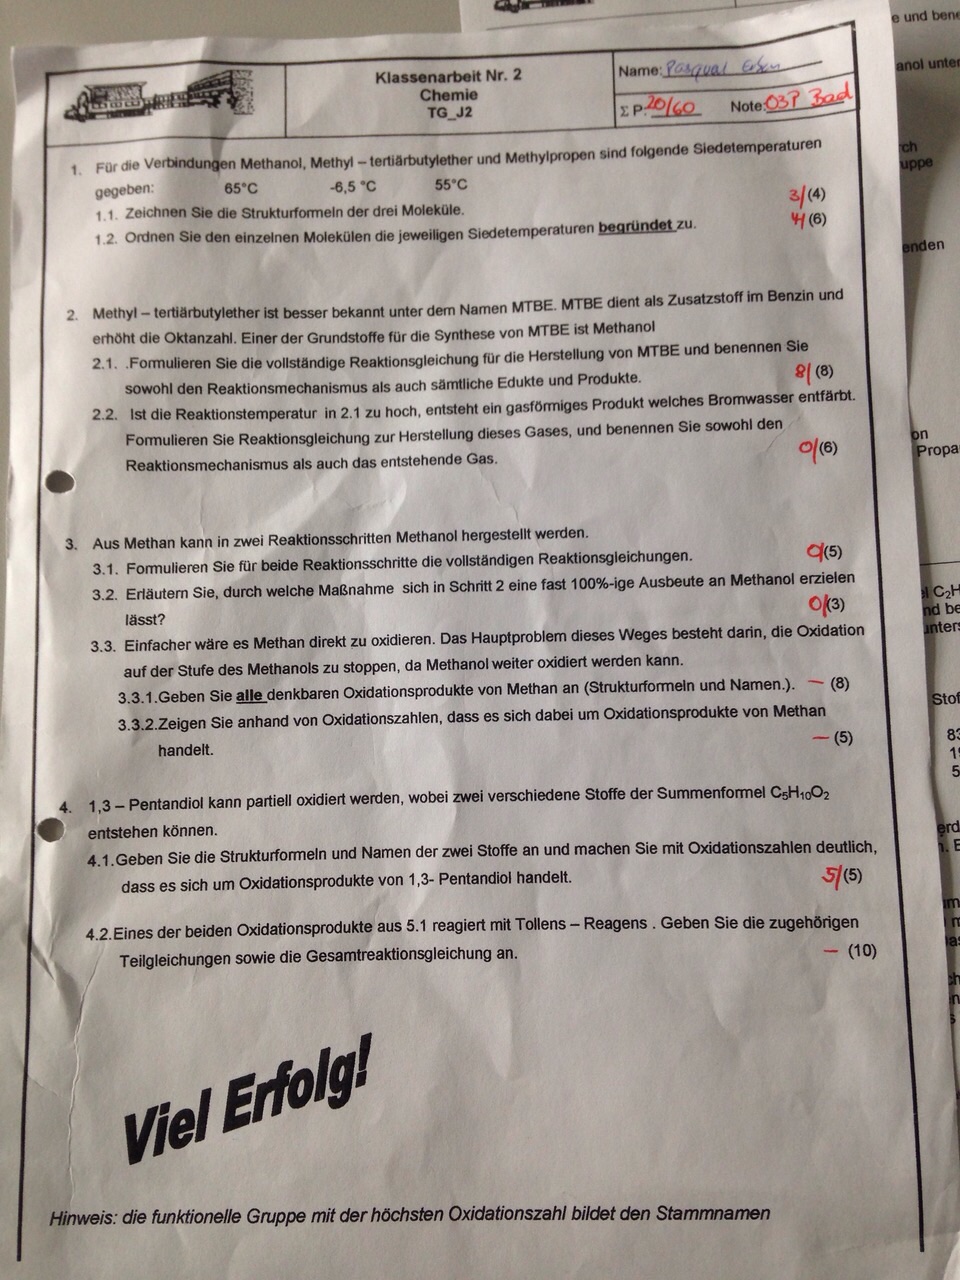 Klassenarbeit Nr. 2
Chemie
TG_J2
Name: Pasqual
Σ P: 20/60 Note: 03P Bad
1. Für die Verbindungen Methanol, Methyl – tertiärbutylether und Methylpropen sind folgende Siedetemperaturen
gegeben: 65°C -6,5 °C 55°C
1.1. Zeichnen Sie die Strukturformeln der drei Moleküle. 3/(4)
1.2. Ordnen Sie den einzelnen Molekülen die jeweiligen Siedetemperaturen begründet zu. 4/(6)
2. Methyl – tertiärbutylether ist besser bekannt unter dem Namen MTBE. MTBE dient als Zusatzstoff im Benzin und
erhöht die Oktanzahl. Einer der Grundstoffe für die Synthese von MTBE ist Methanol
2.1. .Formulieren Sie die vollständige Reaktionsgleichung für die Herstellung von MTBE und benennen Sie
sowohl den Reaktionsmechanismus als auch sämtliche Edukte und Produkte. 8/(8)
2.2. Ist die Reaktionstemperatur in 2.1 zu hoch, entsteht ein gasförmiges Produkt welches Bromwasser entfärbt.
Formulieren Sie Reaktionsgleichung zur Herstellung dieses Gases, und benennen Sie sowohl den
Reaktionsmechanismus als auch das entstehende Gas. 0/(6)
3. Aus Methan kann in zwei Reaktionsschritten Methanol hergestellt werden.
3.1. Formulieren Sie für beide Reaktionsschritte die vollständigen Reaktionsgleichungen. 0/(5)
3.2. Erläutern Sie, durch welche Maßnahme sich in Schritt 2 eine fast 100%-ige Ausbeute an Methanol erzielen
lässt? 0/(3)
3.3. Einfacher wäre es Methan direkt zu oxidieren. Das Hauptproblem dieses Weges besteht darin, die Oxidation
auf der Stufe des Methanols zu stoppen, da Methanol weiter oxidiert werden kann.
3.3.1.Geben Sie alle denkbaren Oxidationsprodukte von Methan an (Strukturformeln und Namen.). – (8)
3.3.2.Zeigen Sie anhand von Oxidationszahlen, dass es sich dabei um Oxidationsprodukte von Methan
handelt. – (5)
4. 1,3 – Pentandiol kann partiell oxidiert werden, wobei zwei verschiedene Stoffe der Summenformel C₅H₁₀O₂
entstehen können.
4.1.Geben Sie die Strukturformeln und Namen der zwei Stoffe an und machen Sie mit Oxidationszahlen deutlich,
dass es sich um Oxidationsprodukte von 1,3- Pentandiol handelt. 5/(5)
4.2.Eines der beiden Oxidationsprodukte aus 5.1 reagiert mit Tollens – Reagens . Geben Sie die zugehörigen
Teilgleichungen sowie die Gesamtreaktionsgleichung an. – (10)
Viel Erfolg!
Hinweis: die funktionelle Gruppe mit der höchsten Oxidationszahl bildet den Stammnamen
e und bene
anol unter
rch
uppe
enden
on
Propa
el C₂H
nd be
unters
Stof